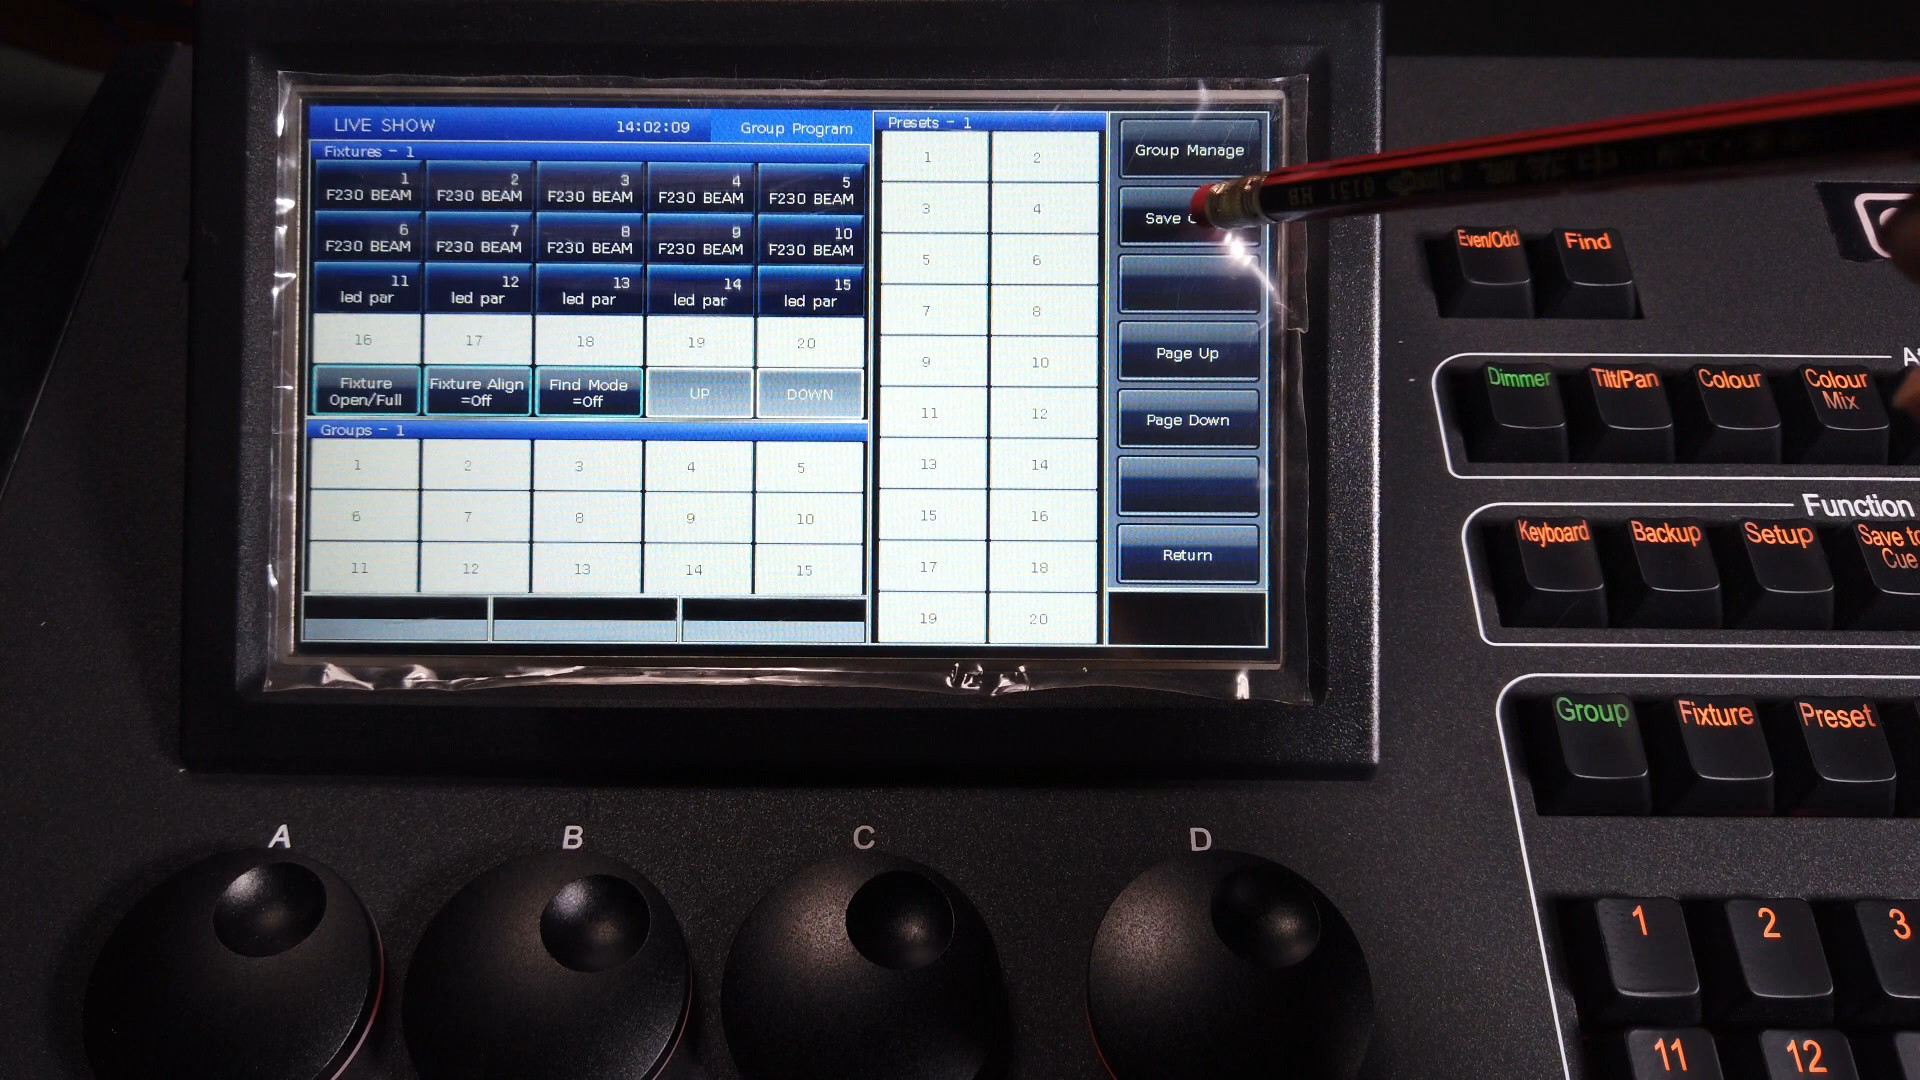 LIVE SHOW 14:02:09 Group Program
Fixtures - 1
1 2 3 4 5
F230 BEAM F230 BEAM F230 BEAM F230 BEAM F230 BEAM
6 7 8 9 10
F230 BEAM F230 BEAM F230 BEAM F230 BEAM F230 BEAM
11 12 13 14 15
led par led par led par led par led par
16 17 18 19 20
Fixture Fixture Align Find Mode UP DOWN
Open/Full =Off =Off
Groups - 1
1 2 3 4 5
6 7 8 9 10
11 12 13 14 15
Presets - 1
1 2
3 4
5 6
7 8
9 10
11 12
13 14
15 16
17 18
19 20
Group Manage
Save
Page Up
Page Down
Return
A B C D
Even/Odd Find
Dimmer Tilt/Pan Colour Colour
Mix
Function
Keyboard Backup Setup Save to
Cue
Group Fixture Preset
1 2 3
11 12